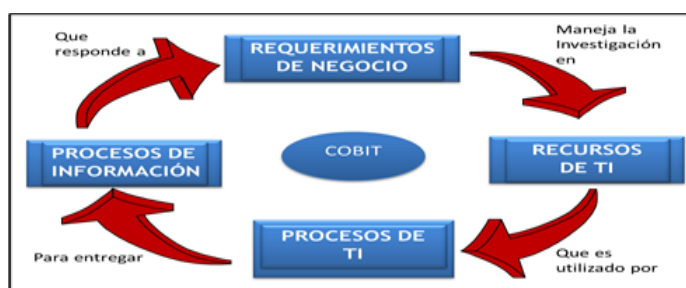 Que
responde a
REQUERIMIENTOS
DE NEGOCIO
Maneja la
Investigación
en
PROCESOS DE
INFORMACIÓN
COBIT
RECURSOS
DE TI
Para entregar
PROCESOS DE
TI
Que es
utilizado por